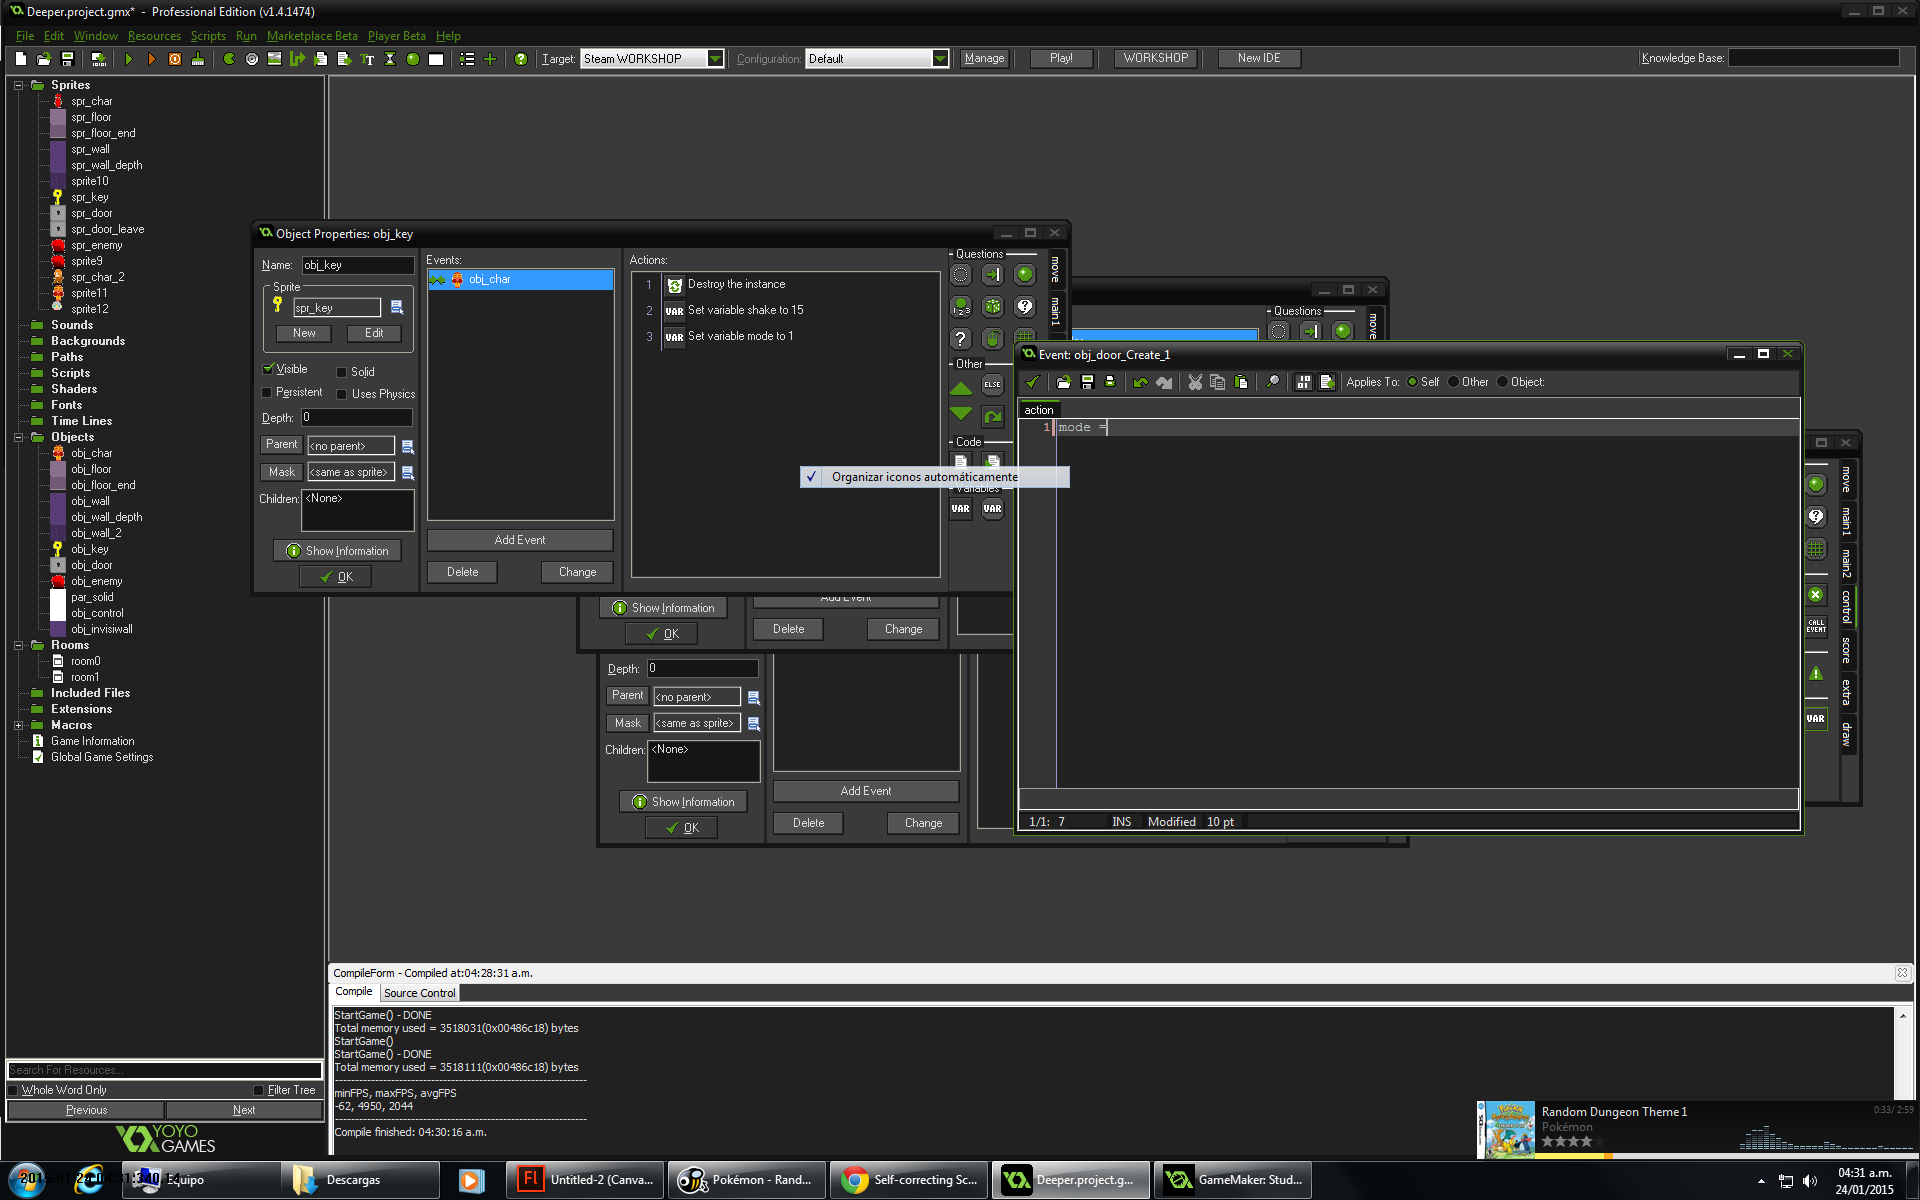 Deeper.project.gmx* - Professional Edition (v1.4.1474)
File Edit Window Resources Scripts Run Marketplace Beta Player Beta Help
Target: Steam WORKSHOP Configuration: Default Manage Play! WORKSHOP New IDE Knowledge Base:
Sprites
spr_char
spr_floor
spr_floor_end
spr_wall
spr_wall_depth
sprite10
spr_key
spr_door
spr_door_leave
spr_enemy
sprite9
spr_char_2
sprite11
sprite12
Sounds
Backgrounds
Paths
Scripts
Shaders
Fonts
Time Lines
Objects
obj_char
obj_floor
obj_floor_end
obj_wall
obj_wall_depth
obj_wall_2
obj_key
obj_door
obj_enemy
par_solid
obj_control
obj_invisiwall
Rooms
room0
room1
Included Files
Extensions
Macros
Game Information
Global Game Settings
Search For Resources...
Whole Word Only Filter Tree
Previous Next
YOYO
GAMES
Object Properties: obj_key
Name: obj_key
Sprite
spr_key
New Edit
Visible Solid
Persistent Uses Physics
Depth: 0
Parent <no parent>
Mask <same as sprite>
Children: <None>
Show Information
OK
Events:
obj_char
Add Event
Delete Change
Actions:
1 Destroy the instance
2 VAR Set variable shake to 15
3 VAR Set variable mode to 1
Questions
Other
ELSE
Code
Variables
VAR VAR
move
main1
Organizar iconos automáticamente
Questions
move
Show Information
OK
Add Event
Delete Change
Depth: 0
Parent <no parent>
Mask <same as sprite>
Children: <None>
Show Information
OK
Add Event
Delete Change
Event: obj_door_Create_1
Applies To: Self Other Object:
action
1 mode =
1/1: 7 INS Modified 10 pt
move
main1
main2
control
score
extra
draw
CALL EVENT
VAR
CompileForm - Compiled at:04:28:31 a.m.
Compile Source Control
StartGame() - DONE
Total memory used = 3518031(0x00486c18) bytes
StartGame()
StartGame() - DONE
Total memory used = 3518111(0x00486c18) bytes
minFPS, maxFPS, avgFPS
-62, 4950, 2044
Compile finished: 04:30:16 a.m.
Random Dungeon Theme 1 0:33/ 2:59
Pokémon
Equipo
Descargas
Untitled-2 (Canva...
Pokémon - Rand...
Self-correcting Sc...
Deeper.project.g...
GameMaker: Stud...
04:31 a.m.
24/01/2015